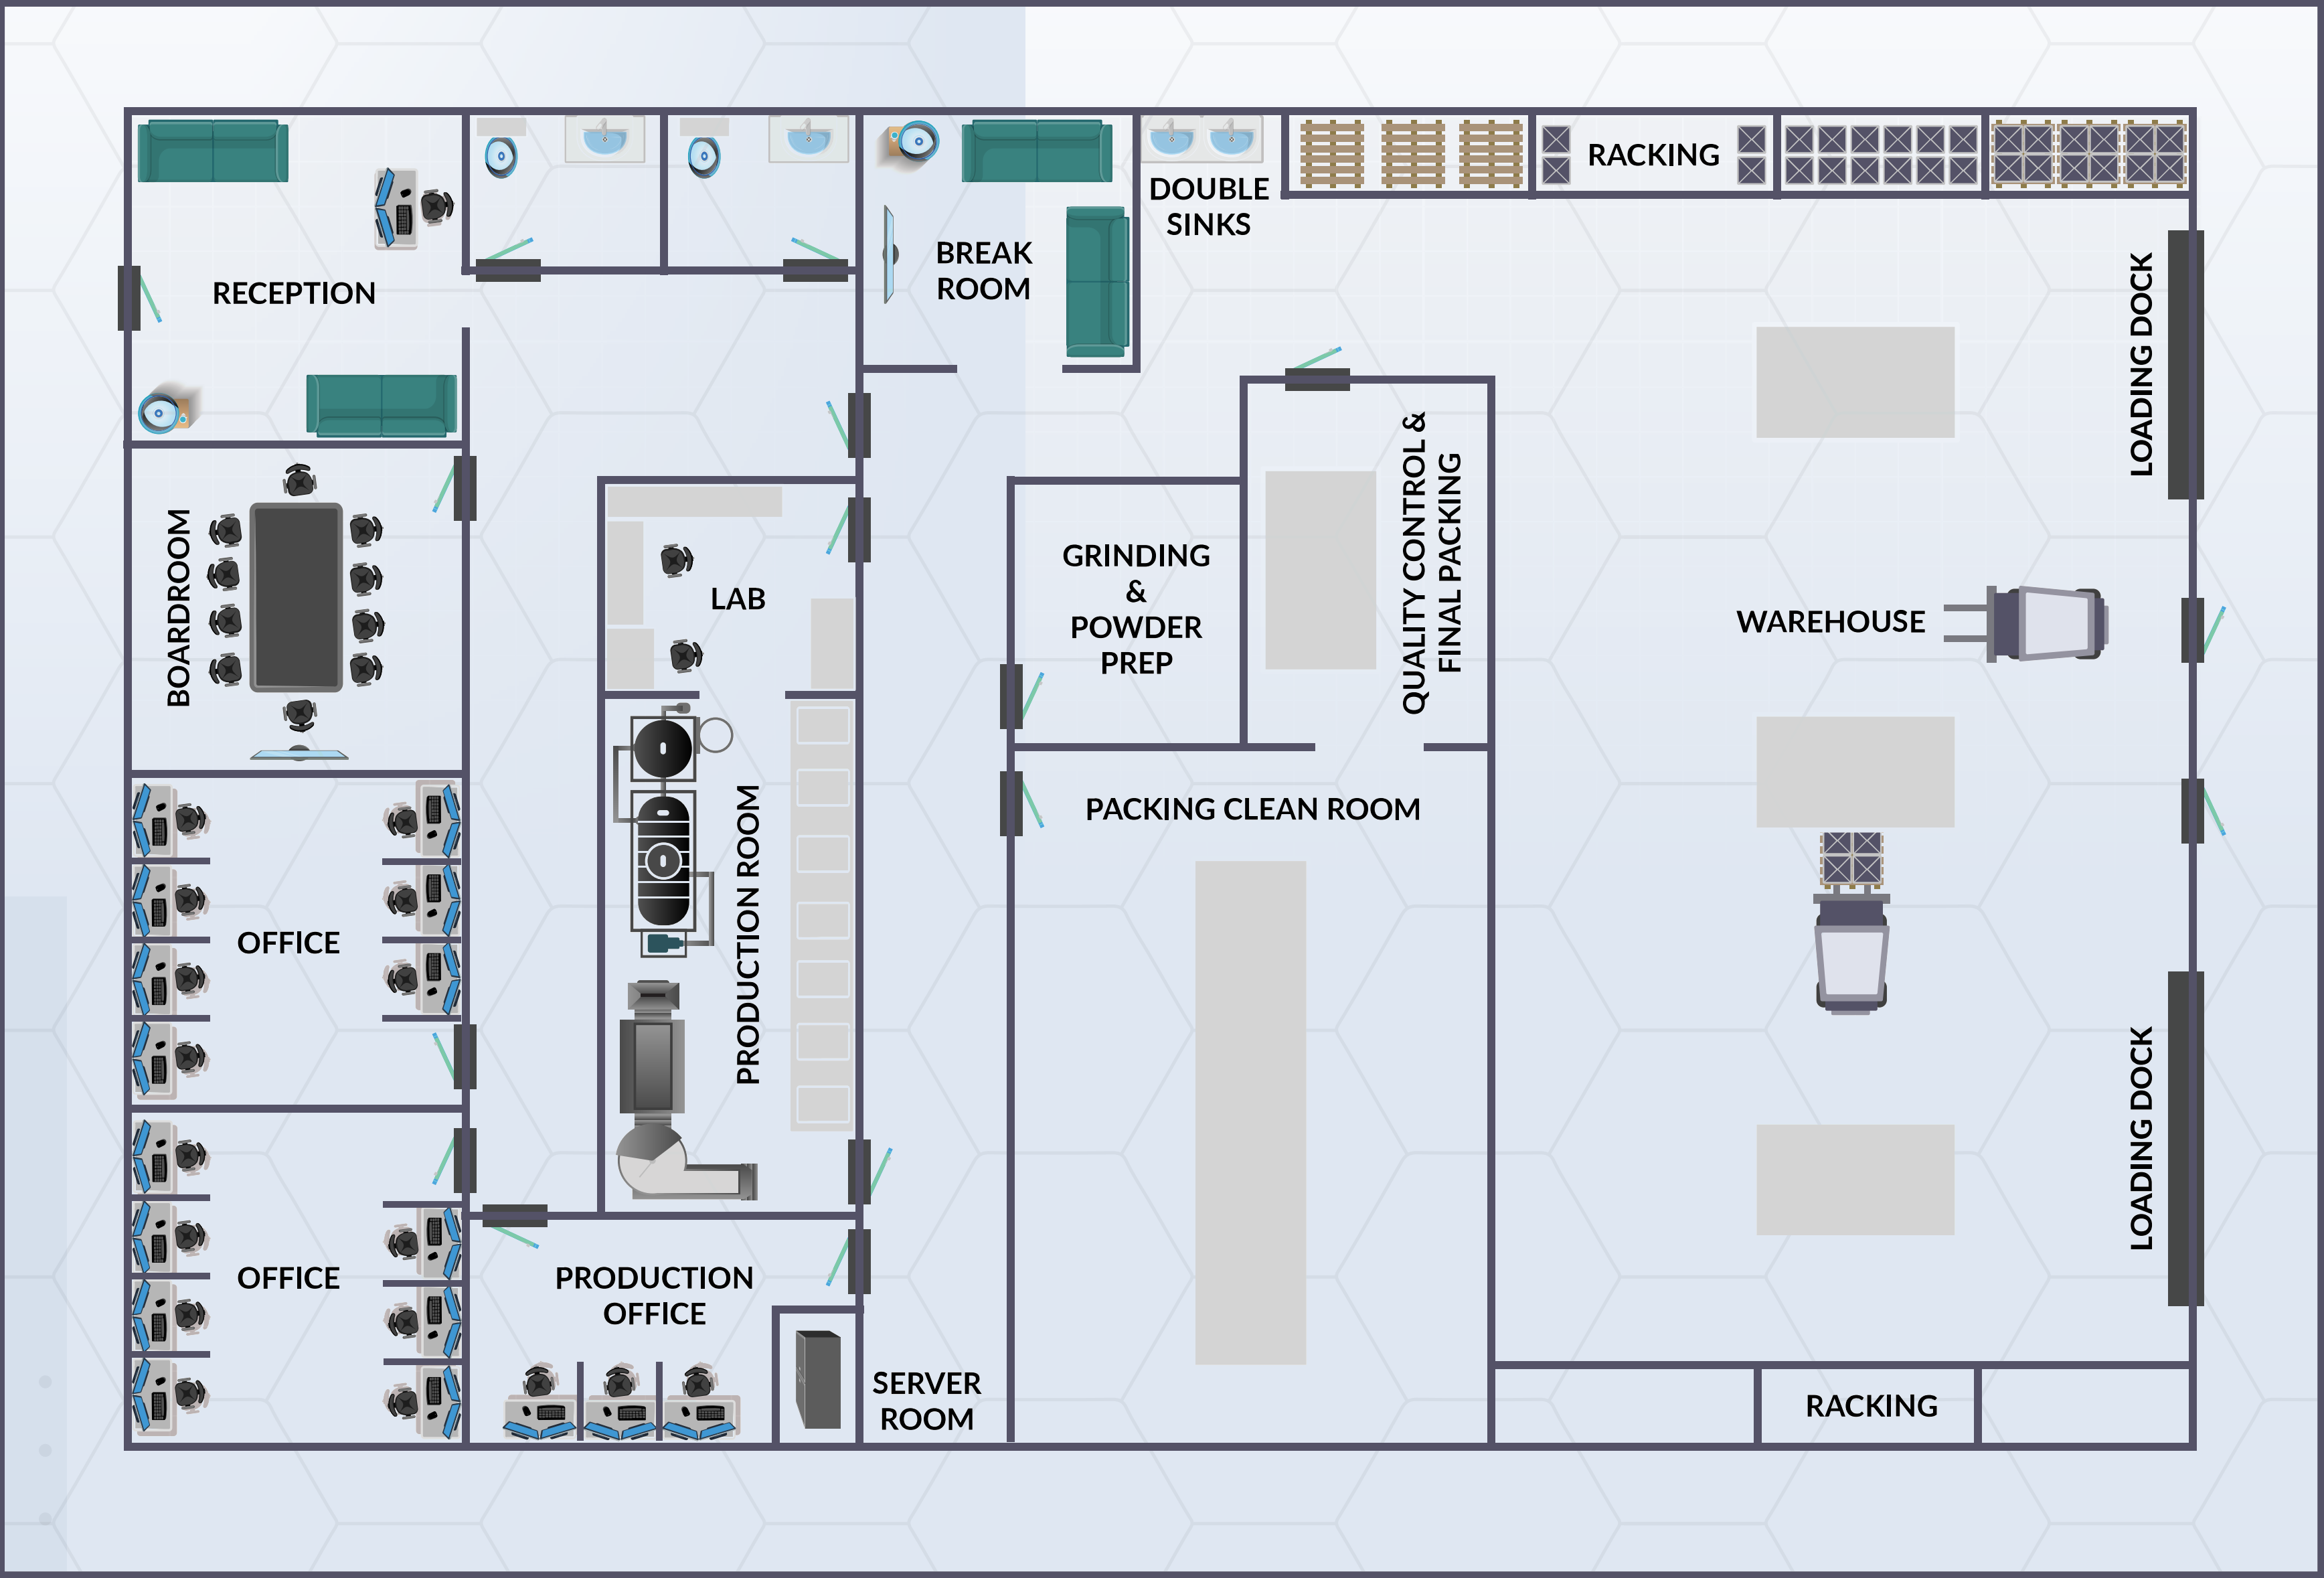 RACKING
DOUBLE
SINKS
BREAK
ROOM
RECEPTION
LOADING DOCK
BOARDROOM
LAB
GRINDING
&
POWDER
PREP
QUALITY CONTROL &
FINAL PACKING
WAREHOUSE
PACKING CLEAN ROOM
PRODUCTION ROOM
OFFICE
LOADING DOCK
OFFICE
PRODUCTION
OFFICE
SERVER
ROOM
RACKING